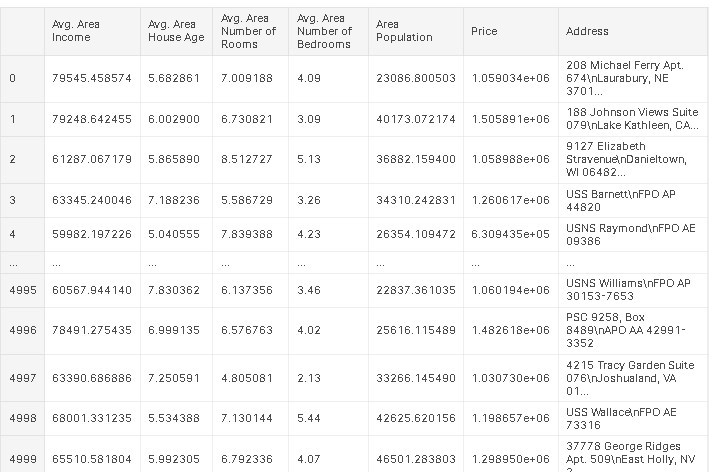 Avg. Area Income Avg. Area House Age Avg. Area Number of Rooms Avg. Area Number of Bedrooms Area Population Price Address
0 79545.458574 5.682861 7.009188 4.09 23086.800503 1.059034e+06 208 Michael Ferry Apt. 674\nLaurabury, NE 3701...
1 79248.642455 6.002900 6.730821 3.09 40173.072174 1.505891e+06 188 Johnson Views Suite 079\nLake Kathleen, CA...
2 61287.067179 5.865890 8.512727 5.13 36882.159400 1.058988e+06 9127 Elizabeth Stravenue\nDanieltown, WI 06482...
3 63345.240046 7.188236 5.586729 3.26 34310.242831 1.260617e+06 USS Barnett\nFPO AP 44820
4 59982.197226 5.040555 7.839388 4.23 26354.109472 6.309435e+05 USNS Raymond\nFPO AE 09386
... ... ... ... ... ... ... ...
4995 60567.944140 7.830362 6.137356 3.46 22837.361035 1.060194e+06 USNS Williams\nFPO AP 30153-7653
4996 78491.275435 6.999135 6.576763 4.02 25616.115489 1.482618e+06 PSC 9258, Box 8489\nAPO AA 42991-3352
4997 63390.686886 7.250591 4.805081 2.13 33266.145490 1.030730e+06 4215 Tracy Garden Suite 076\nJoshualand, VA 01...
4998 68001.331235 5.534388 7.130144 5.44 42625.620156 1.198657e+06 USS Wallace\nFPO AE 73316
4999 65510.581804 5.992305 6.792336 4.07 46501.283803 1.298950e+06 37778 George Ridges Apt. 509\nEast Holly, NV